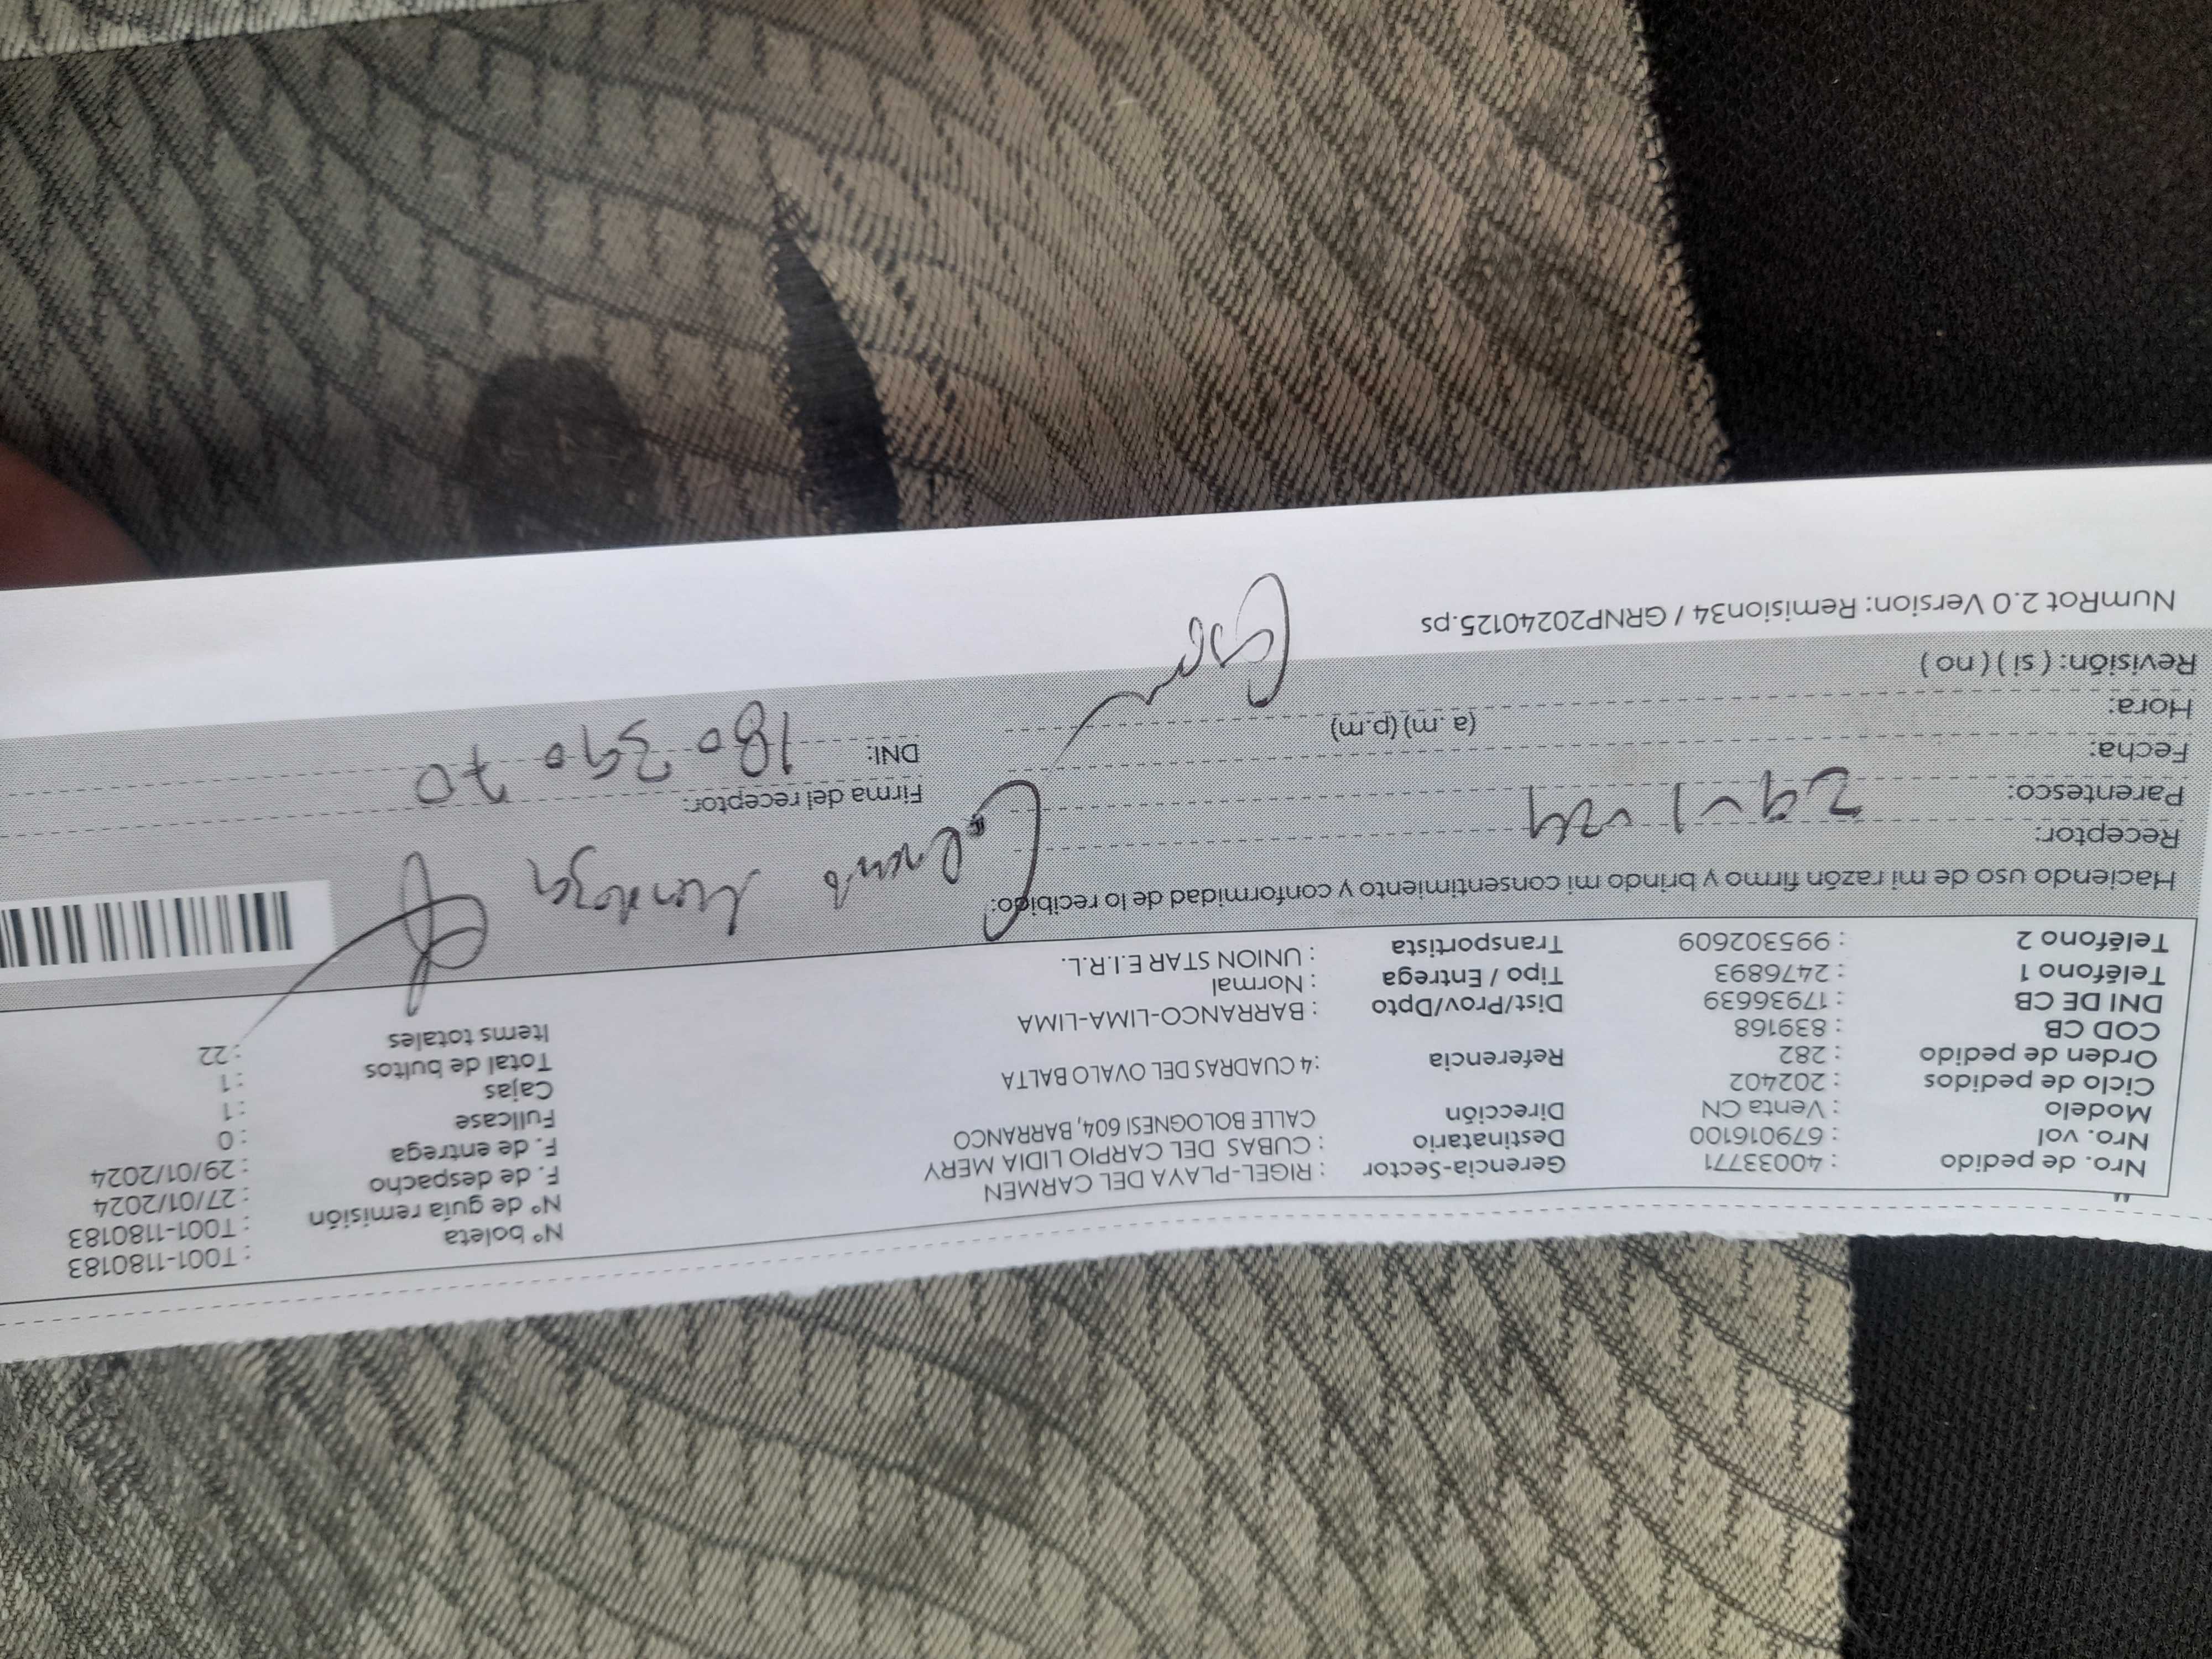 Nro. de pedido : 40033771 Gerencia-Sector : RIGEL-PLAYA DEL CARMEN Nº boleta : T001-1180183
Nro. vol : 679016100 Destinatario : CUBAS DEL CARPIO LIDIA MERY Nº de guía remisión : T001-1180183
Modelo : Venta CN Dirección CALLE BOLOGNESI 604, BARRANCO F. de despacho : 27/01/2024
Ciclo de pedidos : 202402 F. de entrega : 29/01/2024
Orden de pedido : 282 Referencia :4 CUADRAS DEL OVALO BALTA Fullcase : 0
COD CB : 839168 Cajas : 1
DNI DE CB : 17936639 Dist/Prov/Dpto : BARRANCO-LIMA-LIMA Total de bultos : 1
Teléfono 1 : 2476893 Tipo / Entrega : Normal Items totales : 22
Teléfono 2 : 995302609 Transportista : UNION STAR E.I.R.L.
Haciendo uso de mi razón firmo y brindo mi consentimiento y conformidad de lo recibido:
Receptor:
Parentesco: 29-1-24 Firma del receptor:
Fecha: DNI: 180 390 70
Hora: (a. m) (p.m)
Revisión: ( si ) ( no )
NumRot 2.0 Version: Remision34 / GRNP20240125.ps